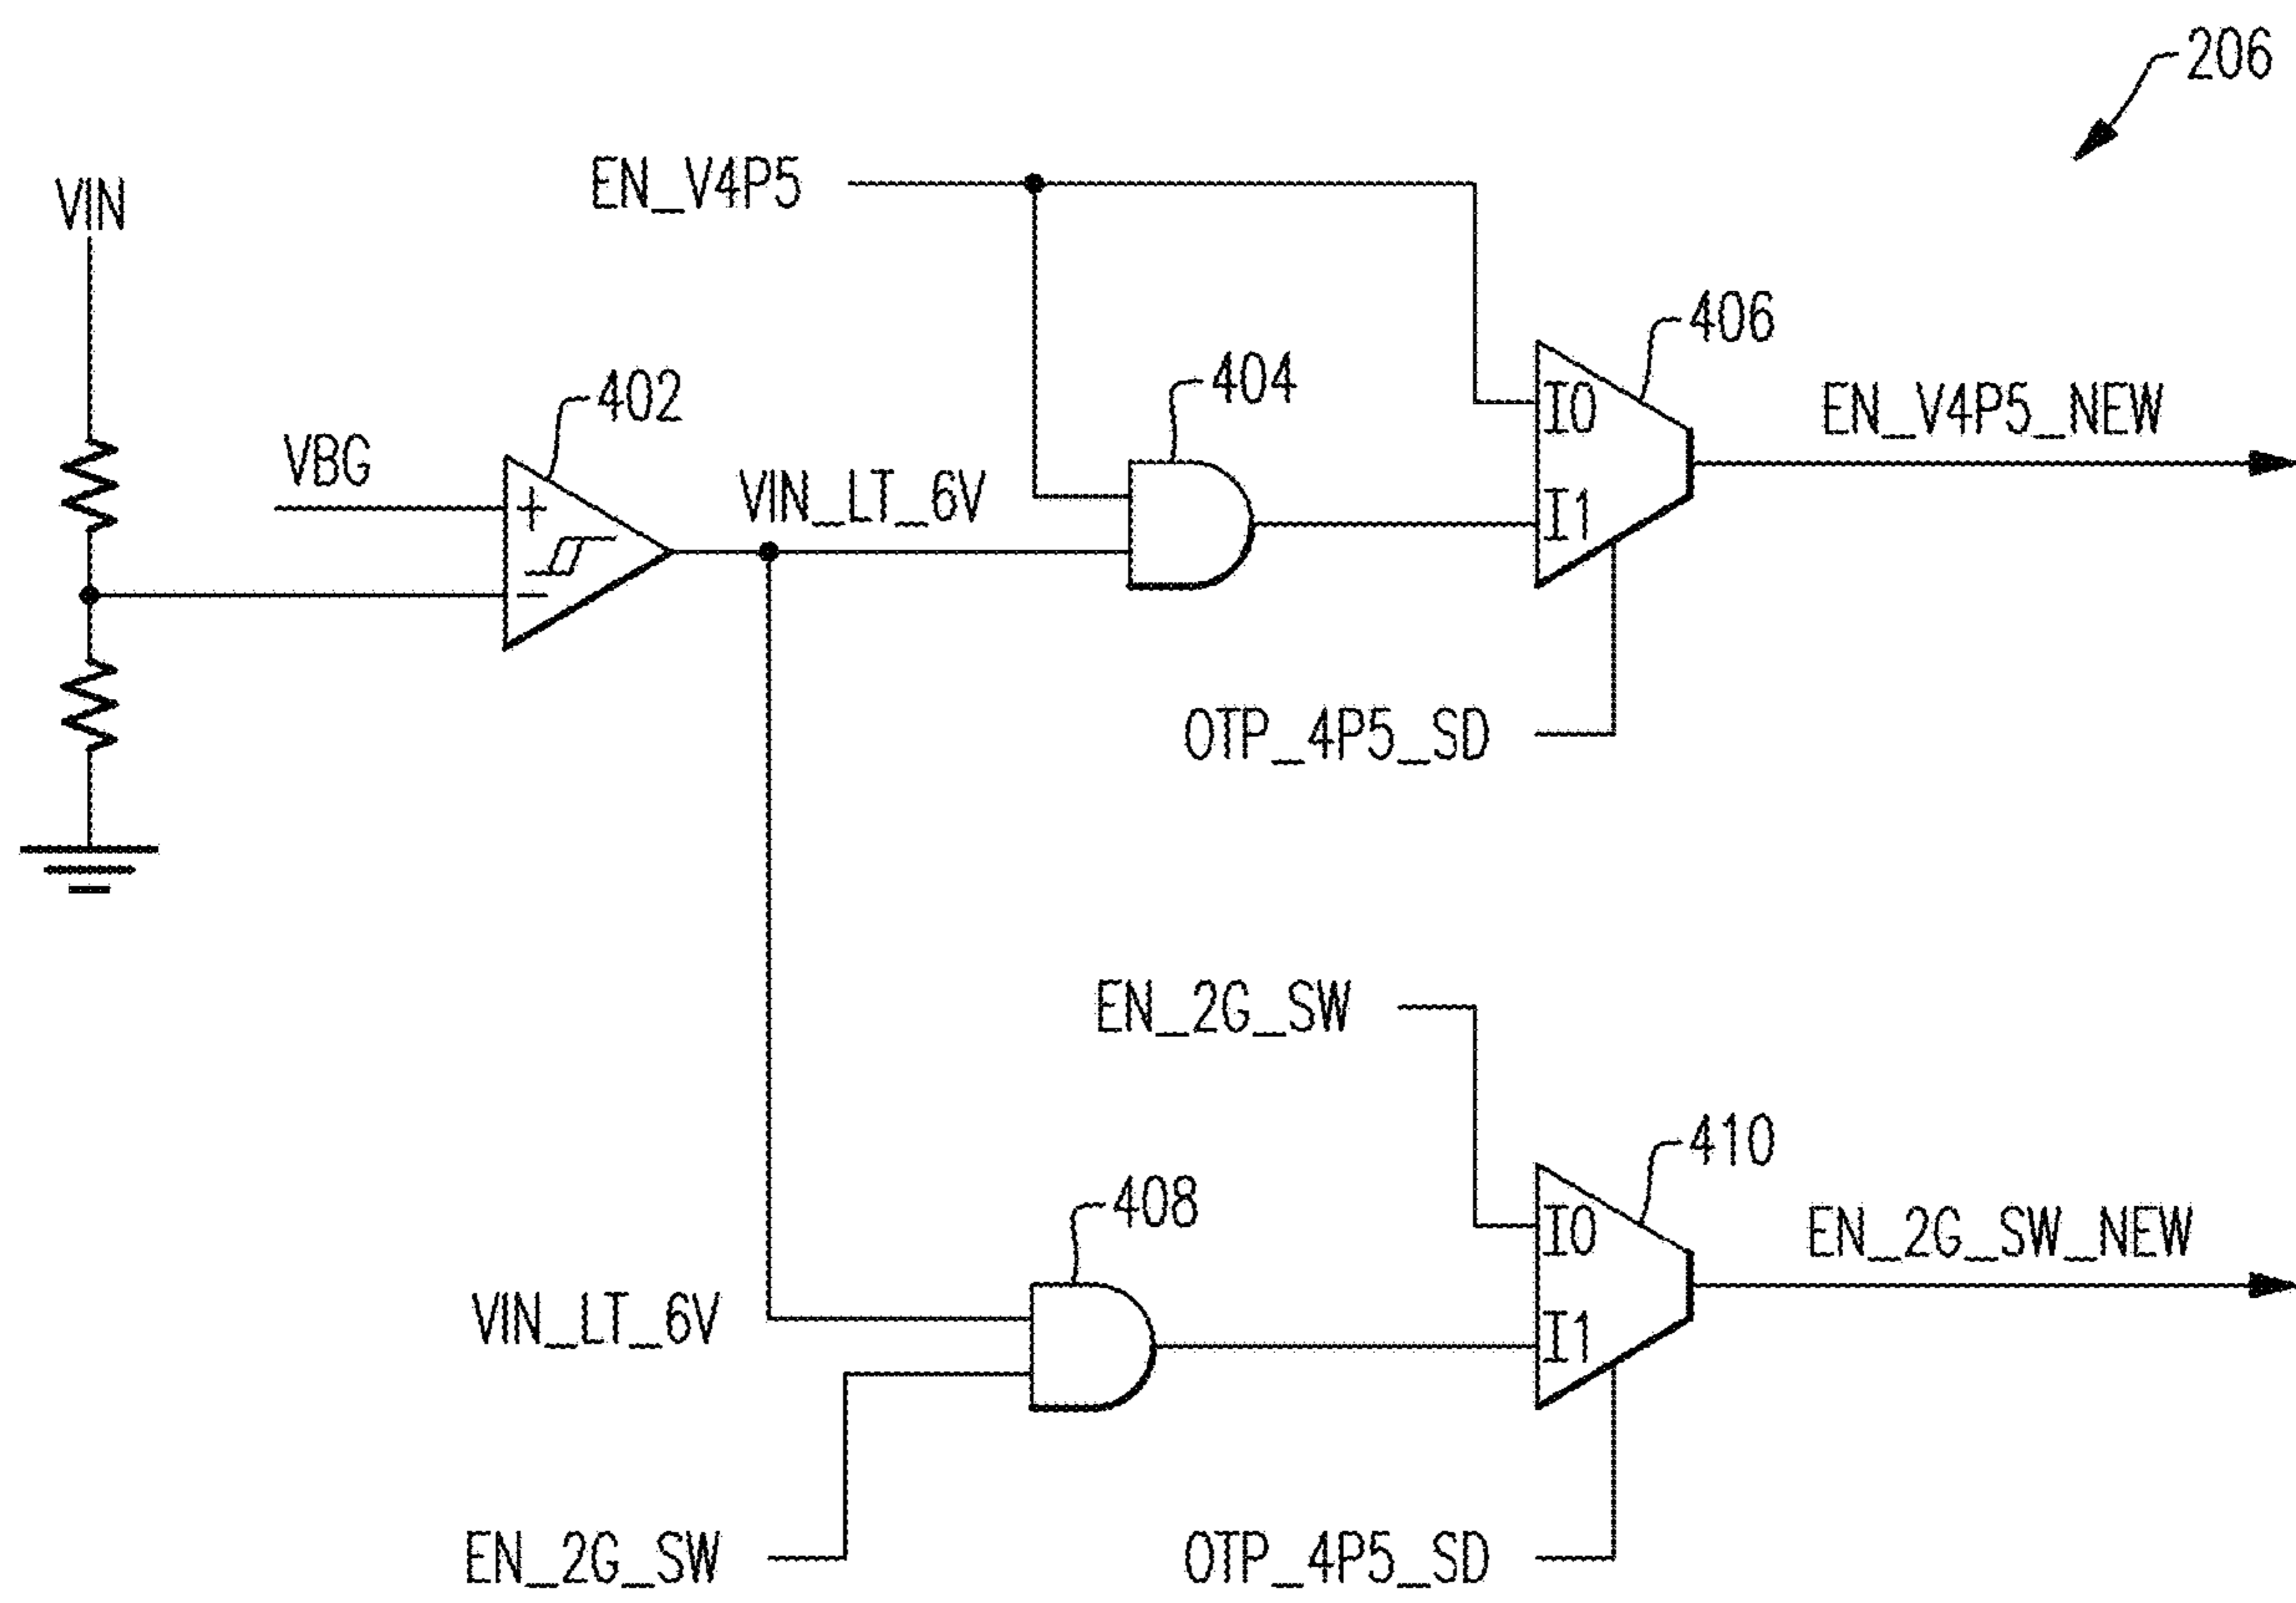 206
EN_V4P5
VIN
406
404
402
EN_V4P5_NEW
I0
VBG
VIN_LT_6V
+
I1
−
OTP_4P5_SD
EN_2G_SW
410
408
I0
EN_2G_SW_NEW
VIN_LT_6V
I1
EN_2G_SW
OTP_4P5_SD